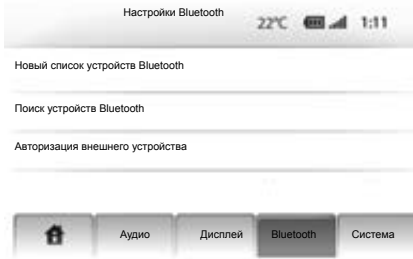 Настройки Bluetooth
22°C 1:11
Новый список устройств Bluetooth
Поиск устройств Bluetooth
Авторизация внешнего устройства
Аудио Дисплей Bluetooth Система